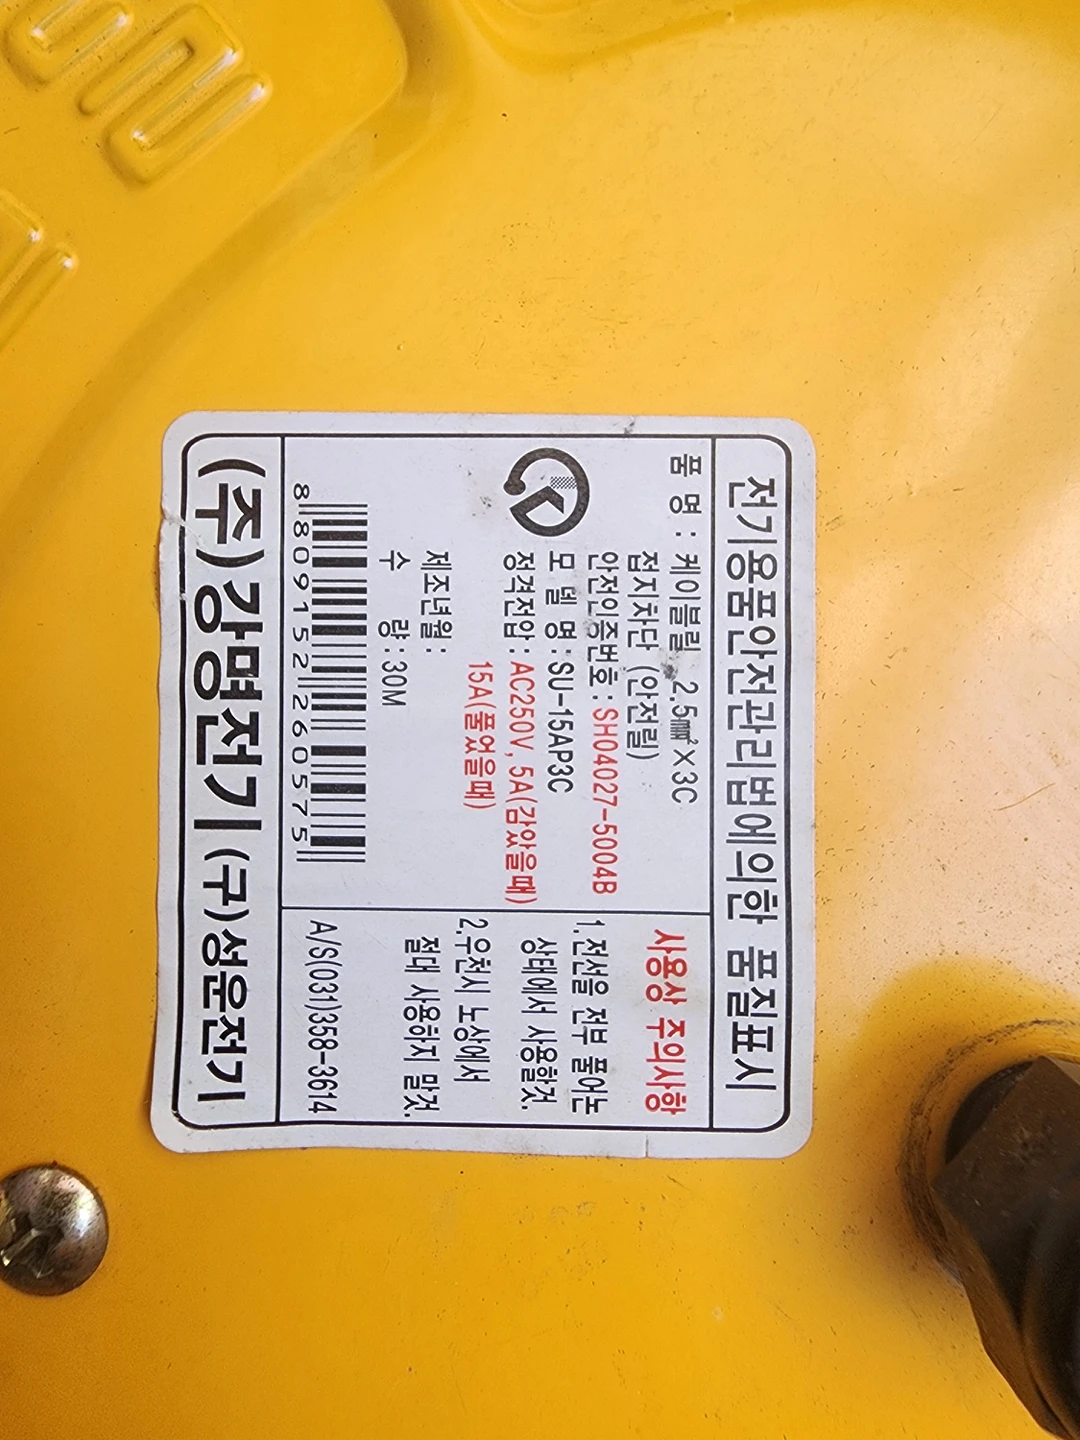 전기용품안전관리법에의한 품질표시
품 명 : 케이블릴 2.5㎟×3C
접지차단 (안전릴)
안전인증번호 : SH04027-5004B
모 델 명 : SU-15AP3C
정격전압 : AC250V, 5A(감았을때)
15A(풀었을때)
제조년월 :
수 량 : 30M
8 809152 260575
사용상 주의사항
1. 전선을 전부 풀어논
상태에서 사용할것.
2. 우천시 노상에서
절대 사용하지 말것.
A/S(031)358-3614
(주)강명전기 (구)성운전기